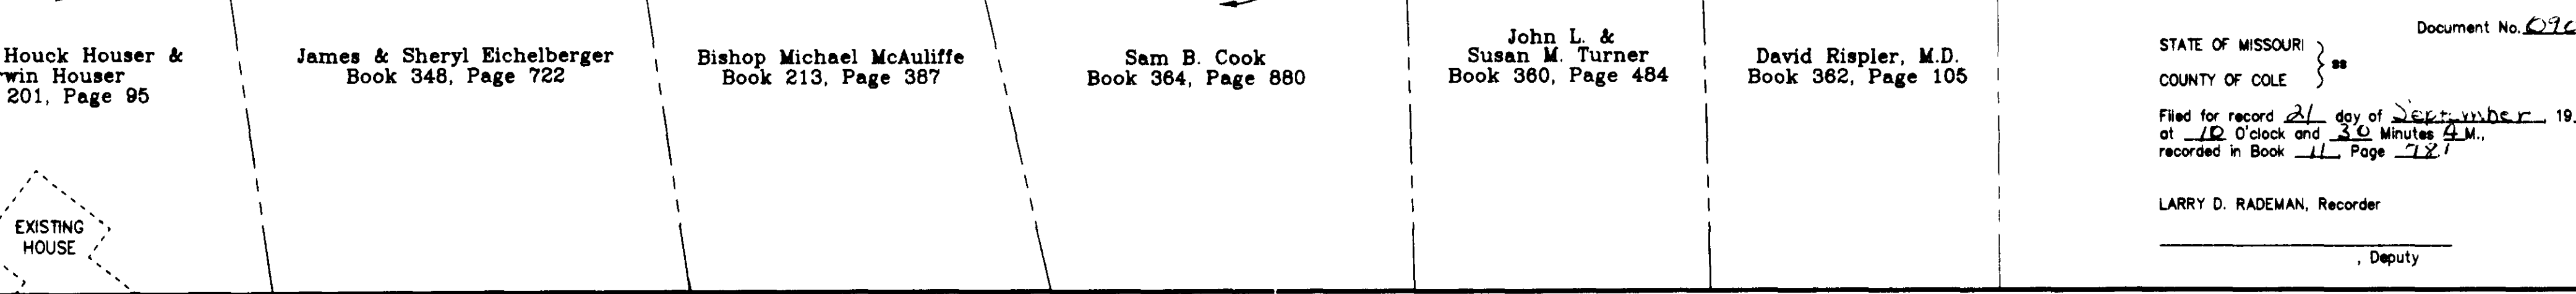 Houck Houser &
win Houser
201, Page 95
James & Sheryl Eichelberger
Book 348, Page 722
Bishop Michael McAuliffe
Book 213, Page 387
Sam B. Cook
Book 364, Page 880
John L. &
Susan M. Turner
Book 360, Page 484
David Rispler, M.D.
Book 362, Page 105
EXISTING
HOUSE
Document No.
STATE OF MISSOURI
ss
COUNTY OF COLE
Filed for record 21 day of September, 19
at 10 O'clock and 30 Minutes A M.,
recorded in Book 11, Page
LARRY D. RADEMAN, Recorder
, Deputy